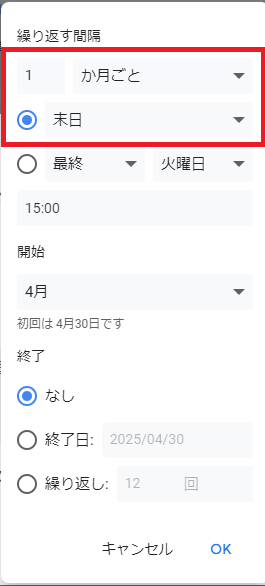 繰り返す間隔
1 か月ごと
末日
最終 火曜日
15:00
開始
4月
初回は 4月30日です
終了
なし
終了日: 2025/04/30
繰り返し: 12 回
キャンセル OK